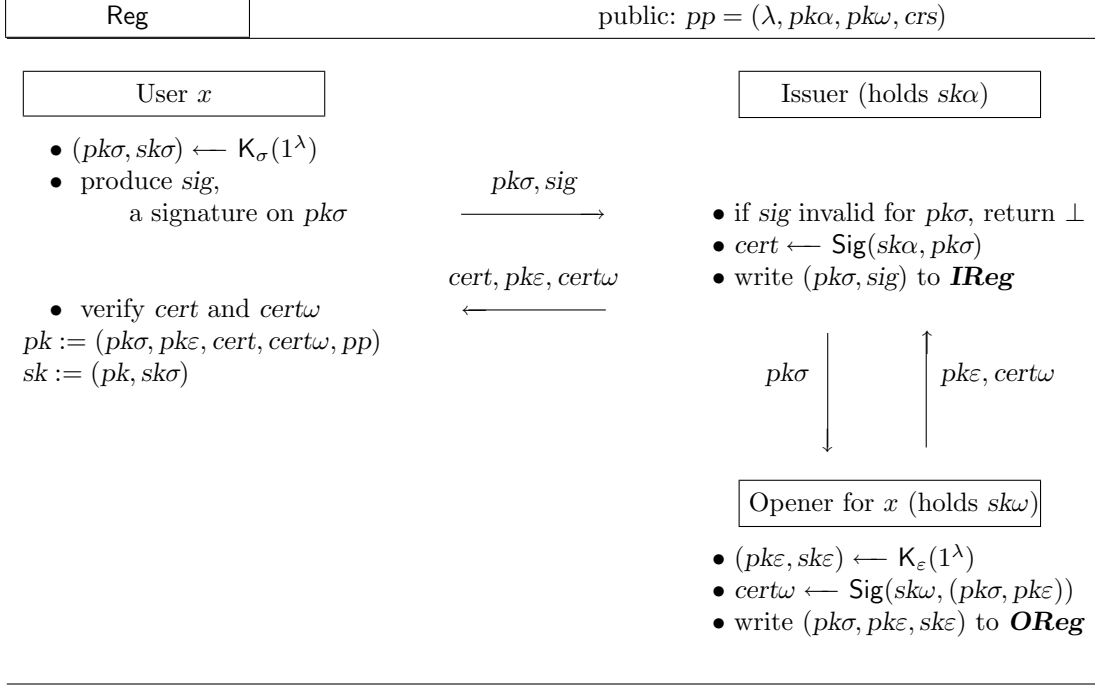 Reg
public: pp = (λ, pkα, pkω, crs)
User x
Issuer (holds skα)
• (pkσ, skσ) ⟵ K_σ(1^λ)
• produce sig,
a signature on pkσ
pkσ, sig
• if sig invalid for pkσ, return ⊥
• cert ⟵ Sig(skα, pkσ)
• write (pkσ, sig) to IReg
cert, pkε, certω
• verify cert and certω
pk := (pkσ, pkε, cert, certω, pp)
sk := (pk, skσ)
pkσ
pkε, certω
Opener for x (holds skω)
• (pkε, skε) ⟵ K_ε(1^λ)
• certω ⟵ Sig(skω, (pkσ, pkε))
• write (pkσ, pkε, skε) to OReg